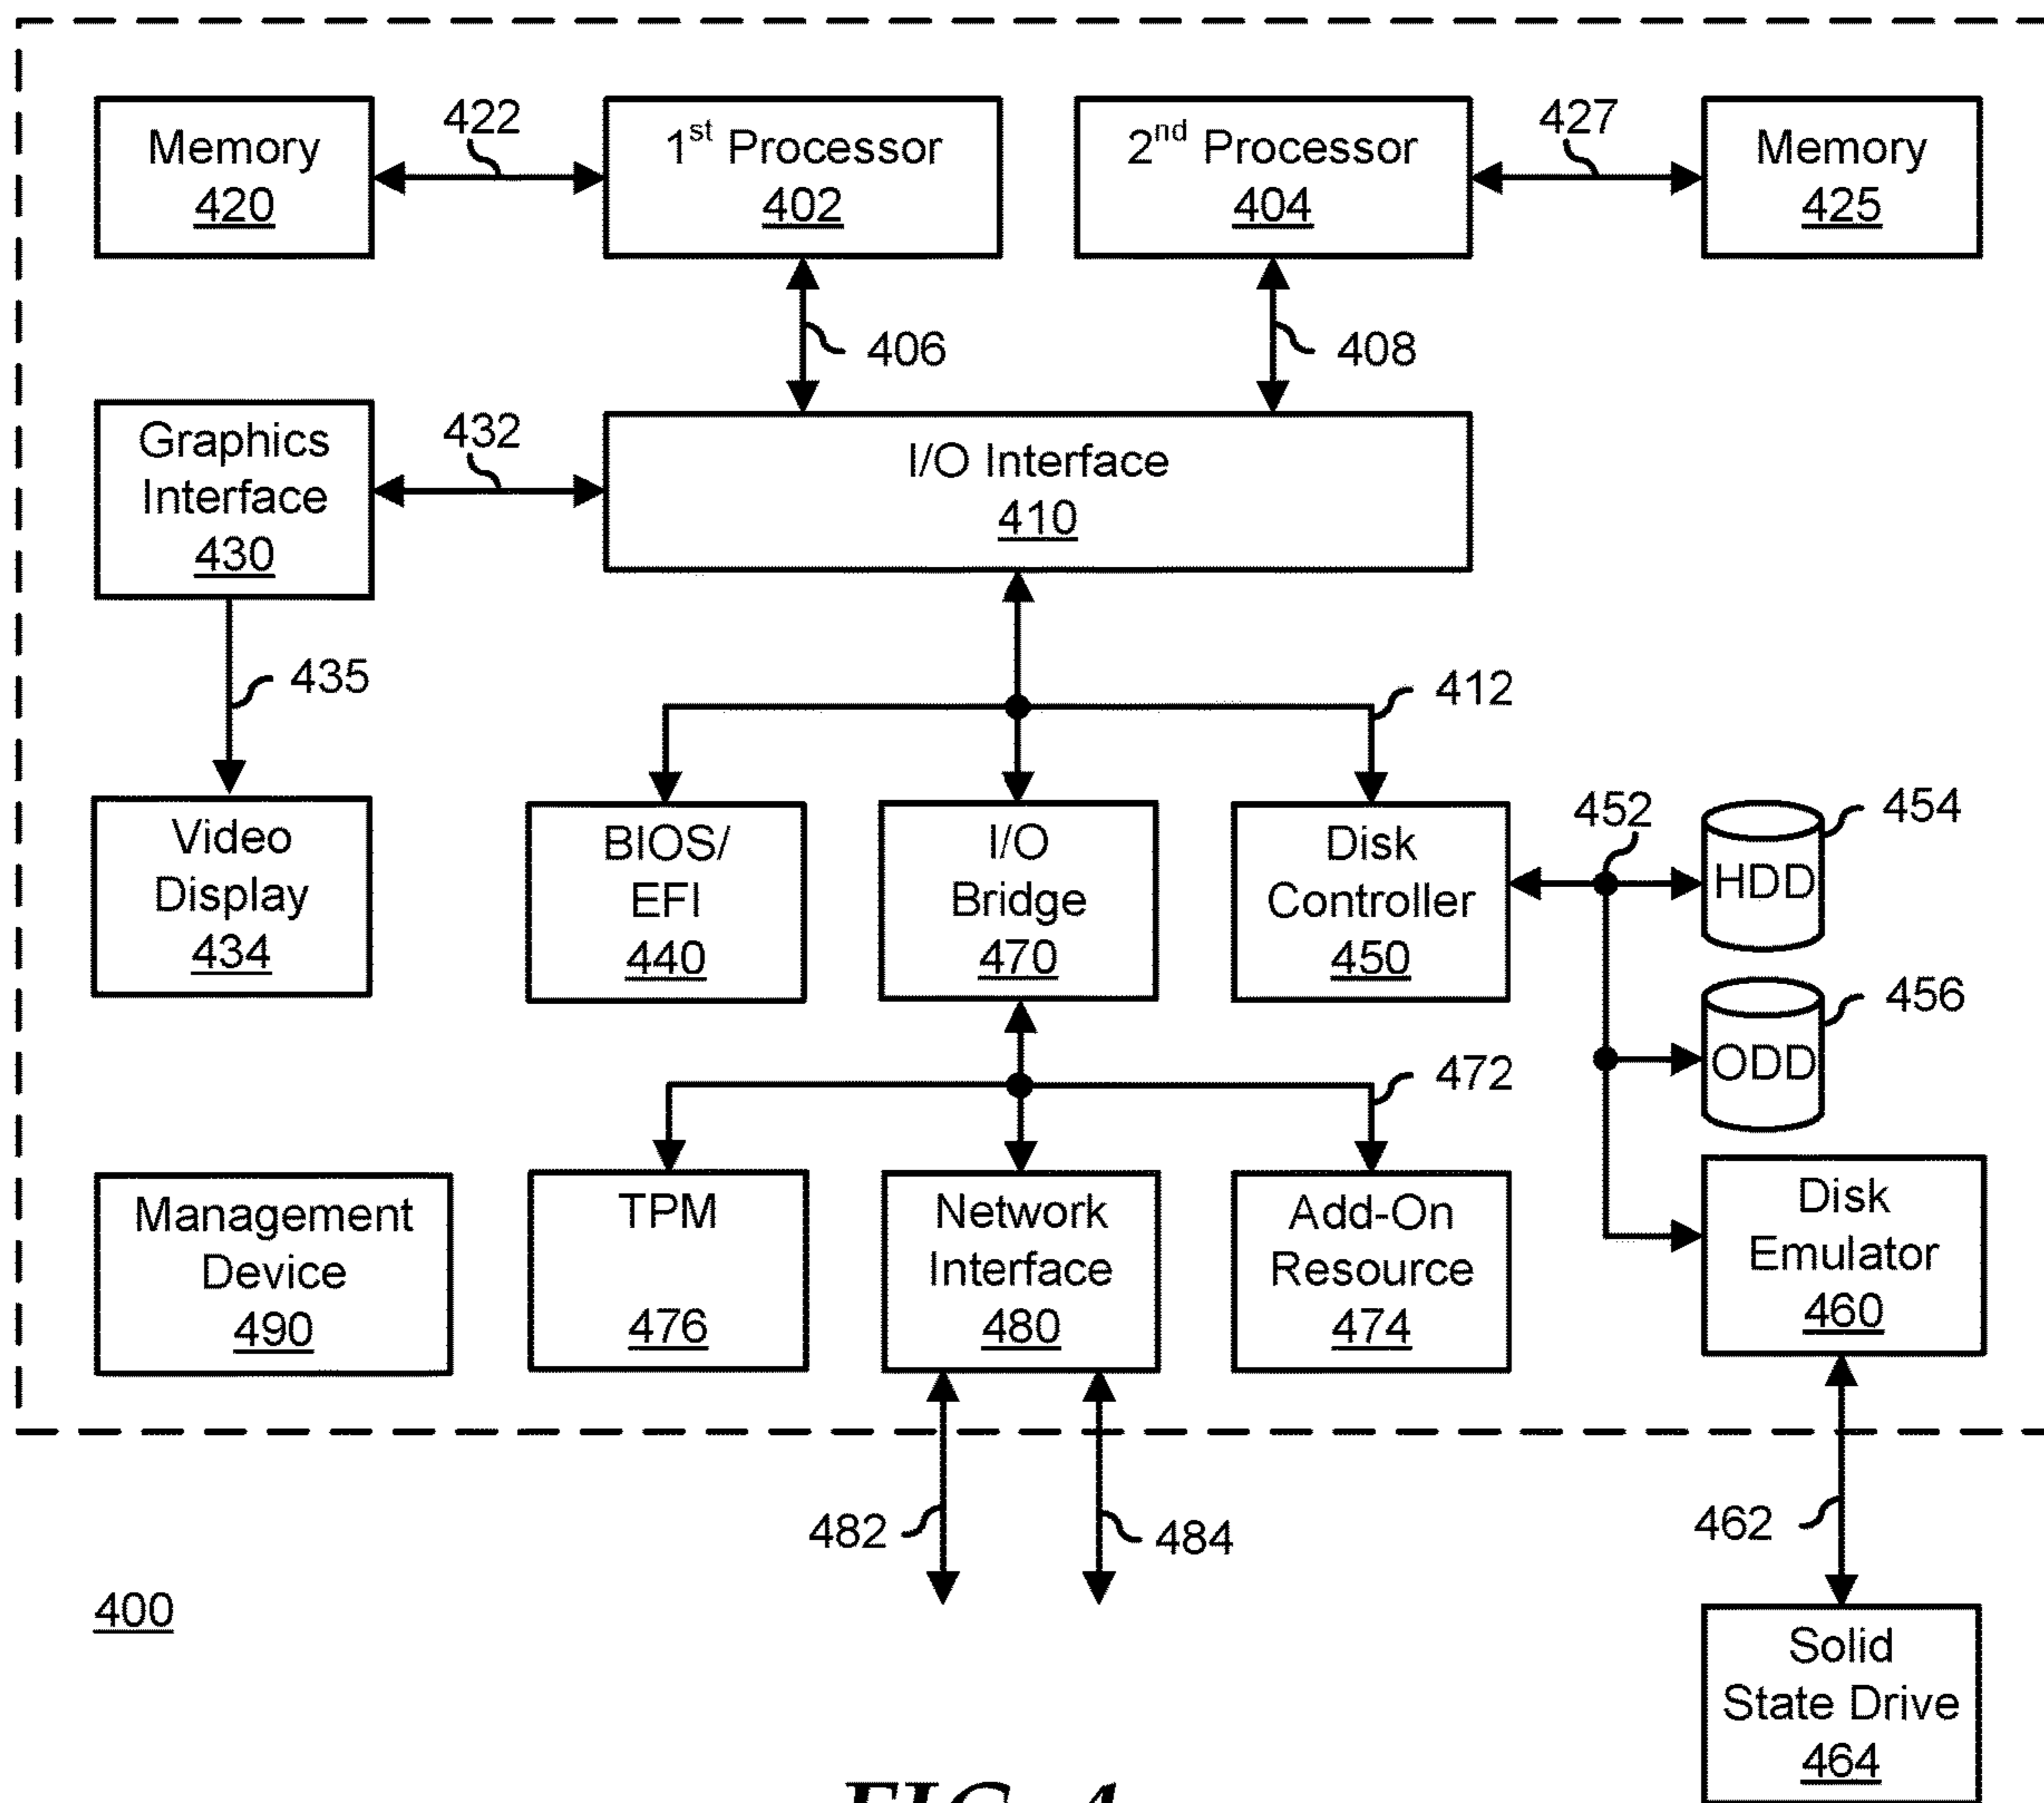 Memory
420
422
1st Processor
402
2nd Processor
404
427
Memory
425
406
408
Graphics
Interface
430
432
I/O Interface
410
435
412
Video
Display
434
BIOS/
EFI
440
I/O
Bridge
470
Disk
Controller
450
452
HDD
454
ODD
456
472
Management
Device
490
TPM
476
Network
Interface
480
Add-On
Resource
474
Disk
Emulator
460
482
484
462
400
Solid
State Drive
464
FIG. 4